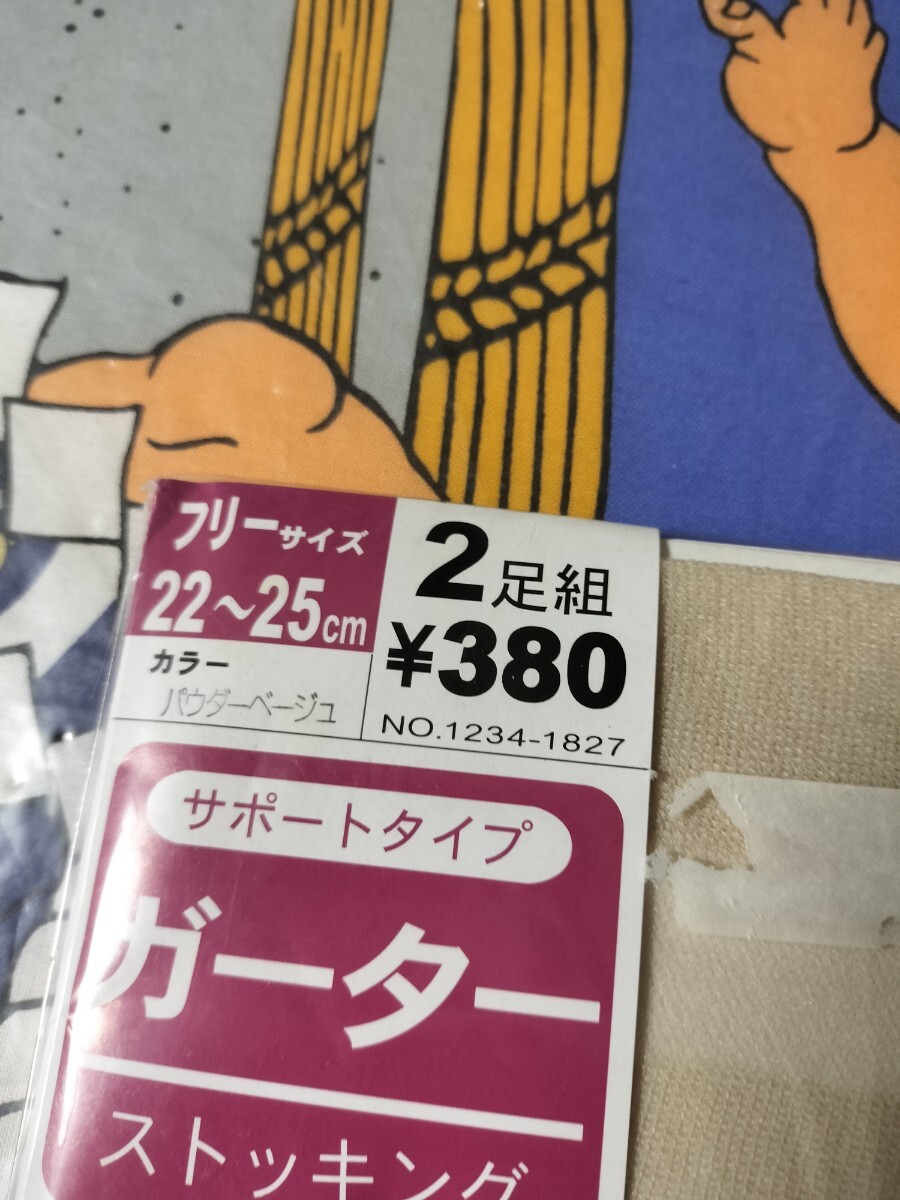 フリーサイズ
22～25cm
カラー
パウダーベージュ
2足組
¥380
NO.1234-1827
サポートタイプ
ガーター
ストッキング